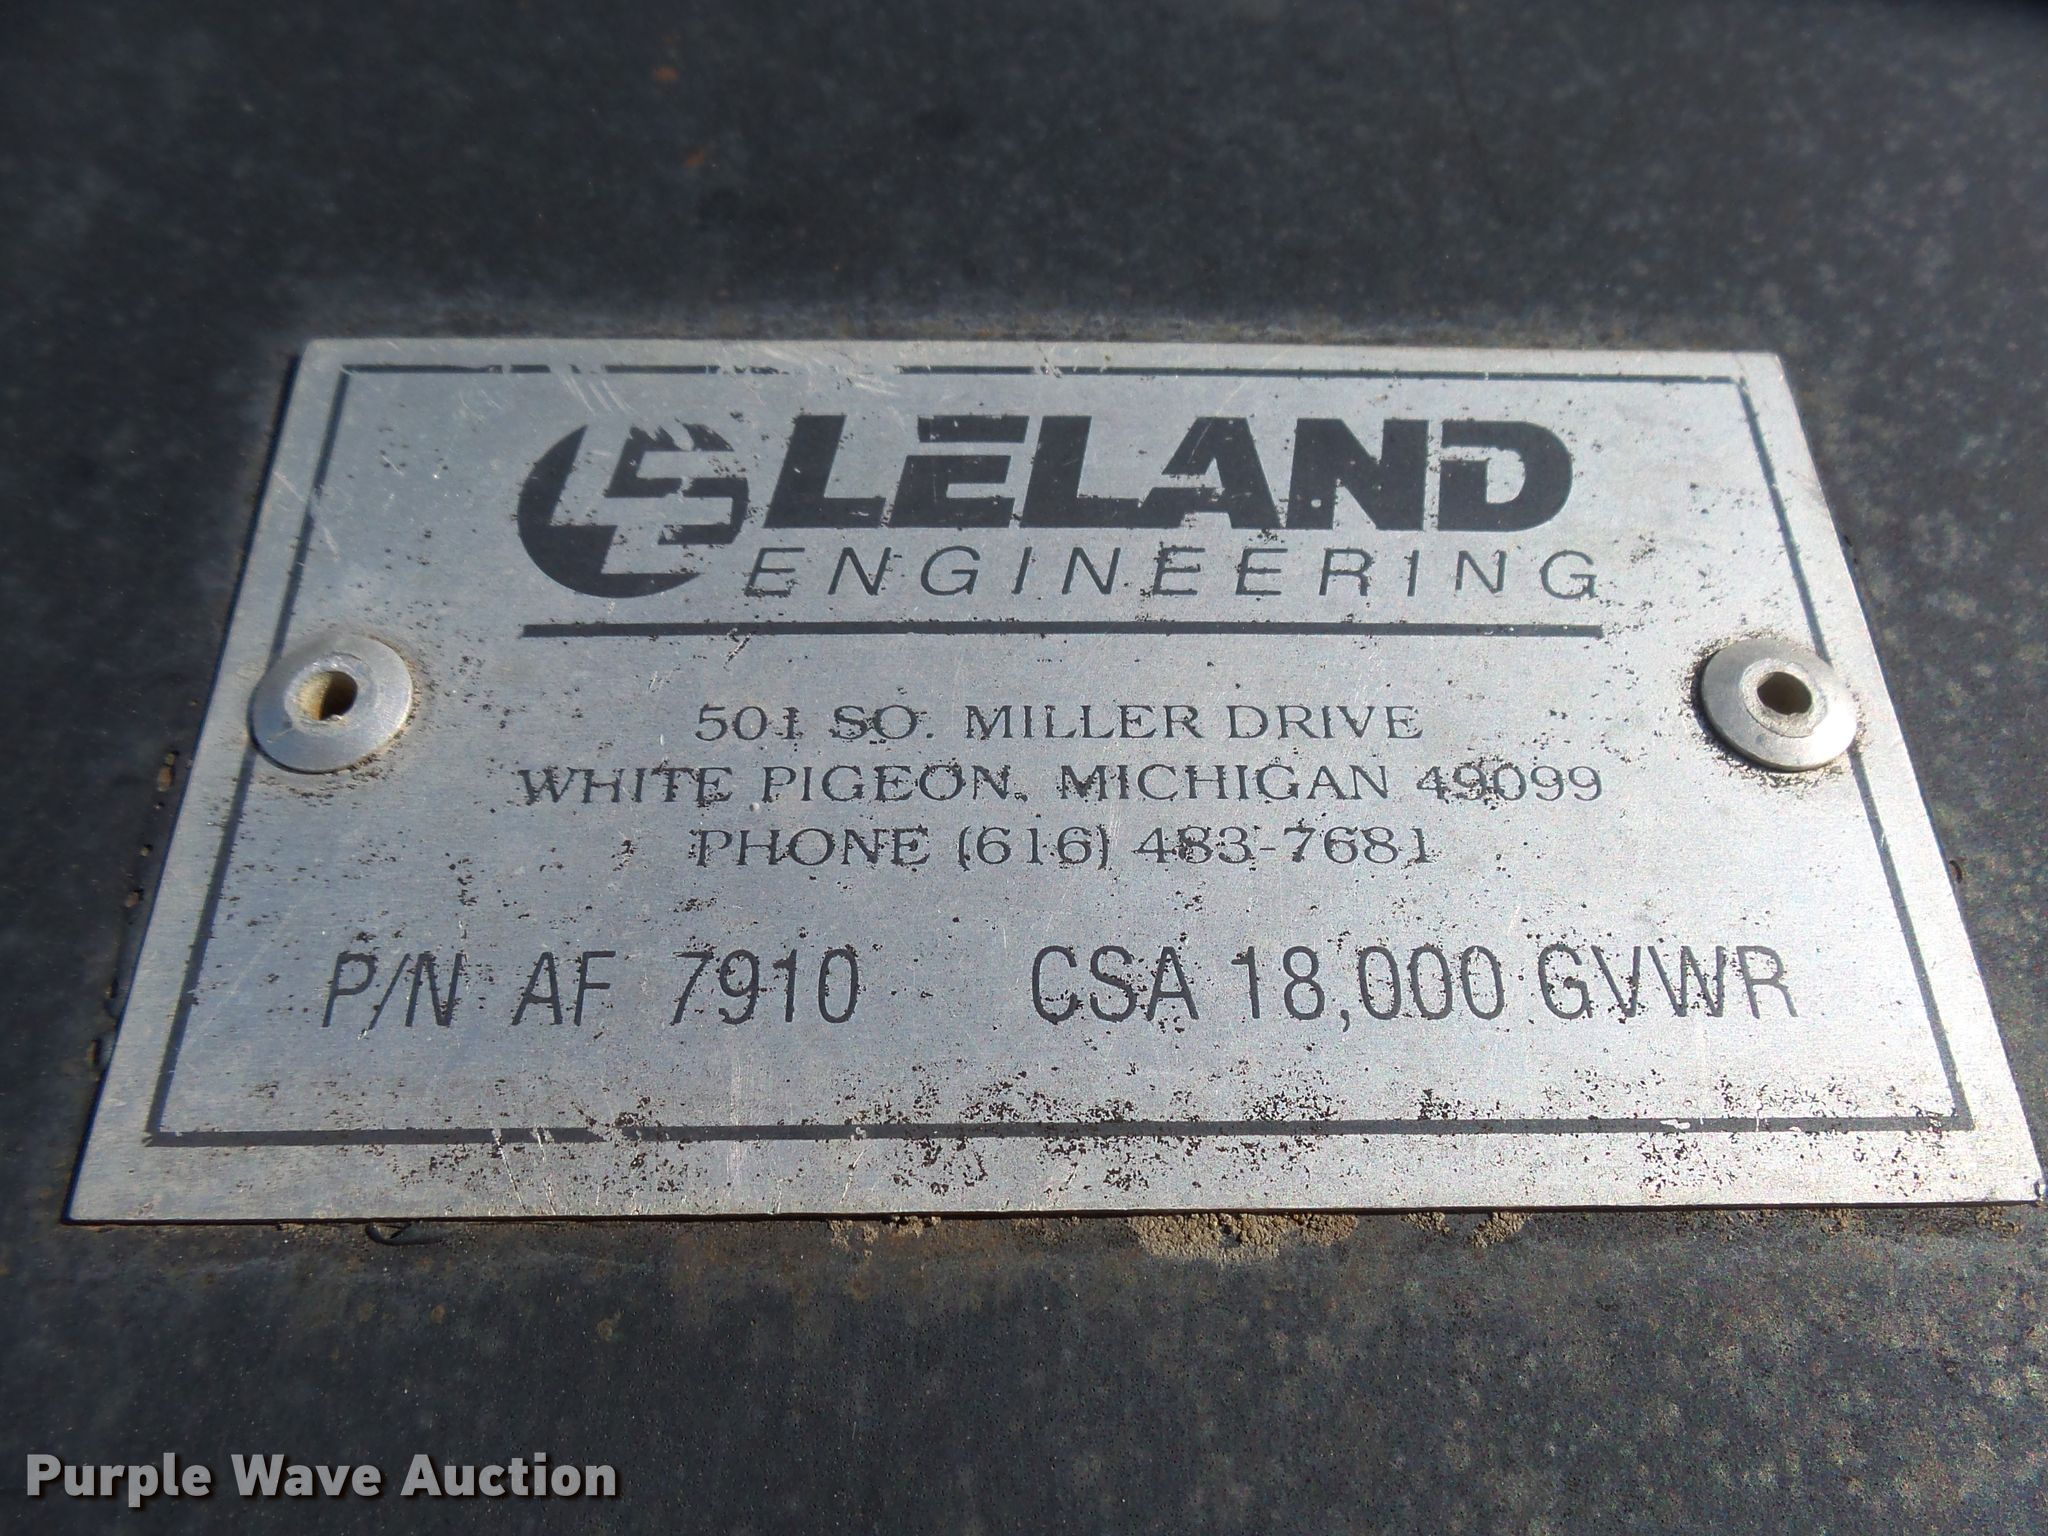 LE LELAND
ENGINEERING
501 SO. MILLER DRIVE
WHITE PIGEON, MICHIGAN 49099
PHONE (616) 483-7681
P/N AF 7910 CSA 18,000 GVWR
Purple Wave Auction